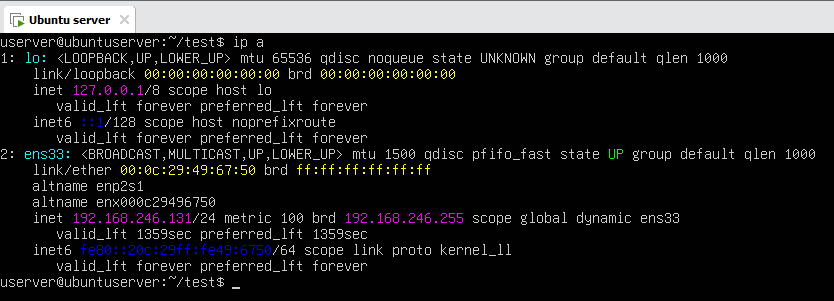 Ubuntu server
userver@ubuntuserver:~/test$ ip a
1: lo: <LOOPBACK,UP,LOWER_UP> mtu 65536 qdisc noqueue state UNKNOWN group default qlen 1000
    link/loopback 00:00:00:00:00:00 brd 00:00:00:00:00:00
    inet 127.0.0.1/8 scope host lo
       valid_lft forever preferred_lft forever
    inet6 ::1/128 scope host noprefixroute
       valid_lft forever preferred_lft forever
2: ens33: <BROADCAST,MULTICAST,UP,LOWER_UP> mtu 1500 qdisc pfifo_fast state UP group default qlen 1000
    link/ether 00:0c:29:49:67:50 brd ff:ff:ff:ff:ff:ff
    altname enp2s1
    altname enx000c29496750
    inet 192.168.246.131/24 metric 100 brd 192.168.246.255 scope global dynamic ens33
       valid_lft 1359sec preferred_lft 1359sec
    inet6 fe80::20c:29ff:fe49:6750/64 scope link proto kernel_ll
       valid_lft forever preferred_lft forever
userver@ubuntuserver:~/test$ _